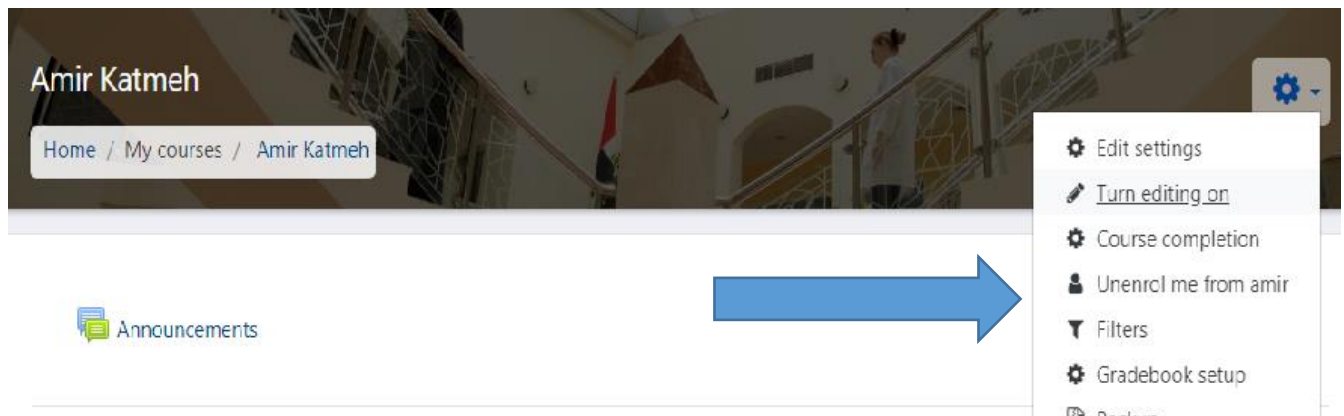 Amir Katmeh
Home / My courses / Amir Katmeh
Edit settings
Turn editing on
Course completion
Unenrol me from amir
Filters
Gradebook setup
Announcements